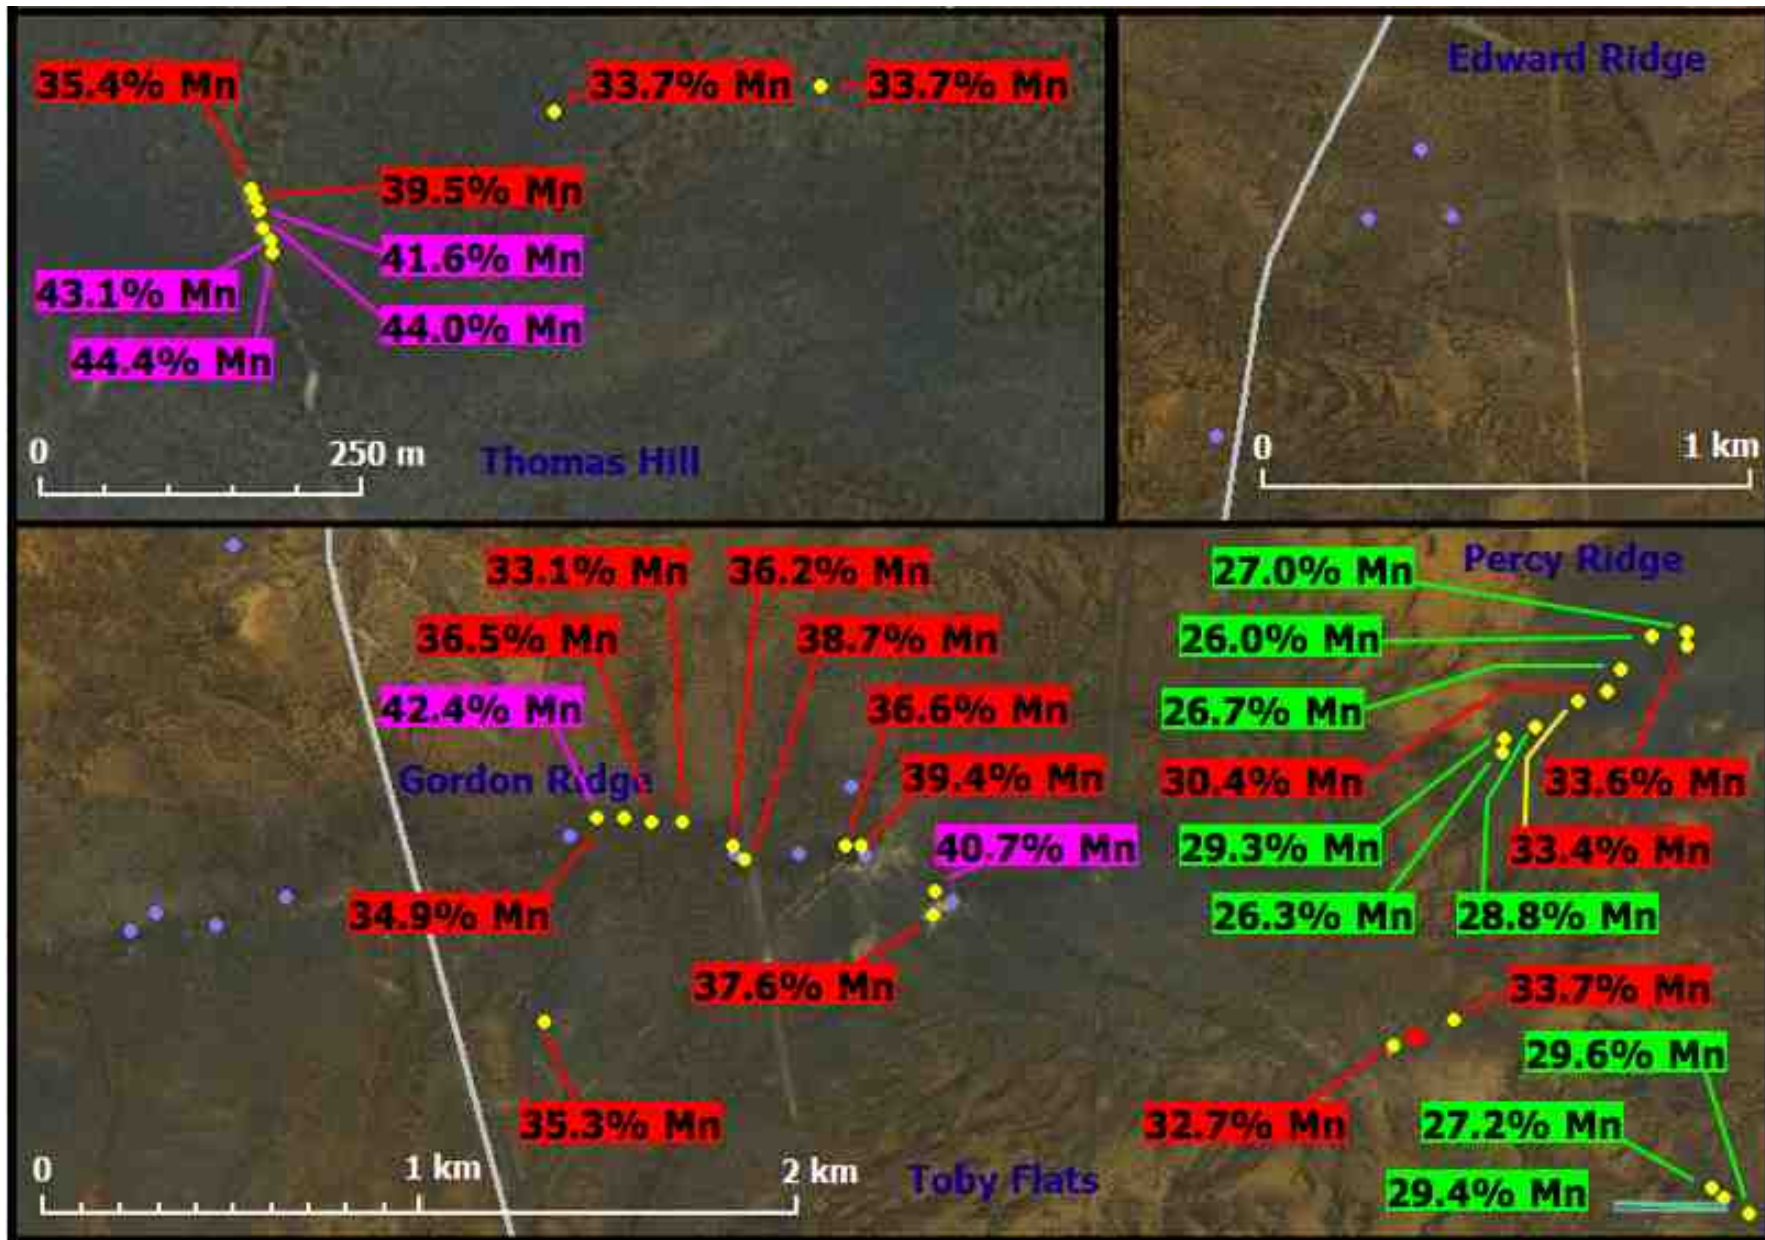 Edward Ridge
35.4% Mn
33.7% Mn
33.7% Mn
39.5% Mn
41.6% Mn
43.1% Mn
44.0% Mn
44.4% Mn
0
250 m
Thomas Hill
0
1 km
33.1% Mn
36.2% Mn
27.0% Mn
Percy Ridge
36.5% Mn
38.7% Mn
26.0% Mn
42.4% Mn
36.6% Mn
26.7% Mn
Gordon Ridge
39.4% Mn
30.4% Mn
33.6% Mn
40.7% Mn
29.3% Mn
33.4% Mn
34.9% Mn
26.3% Mn
28.8% Mn
37.6% Mn
33.7% Mn
29.6% Mn
35.3% Mn
32.7% Mn
27.2% Mn
0
1 km
2 km
Toby Flats
29.4% Mn